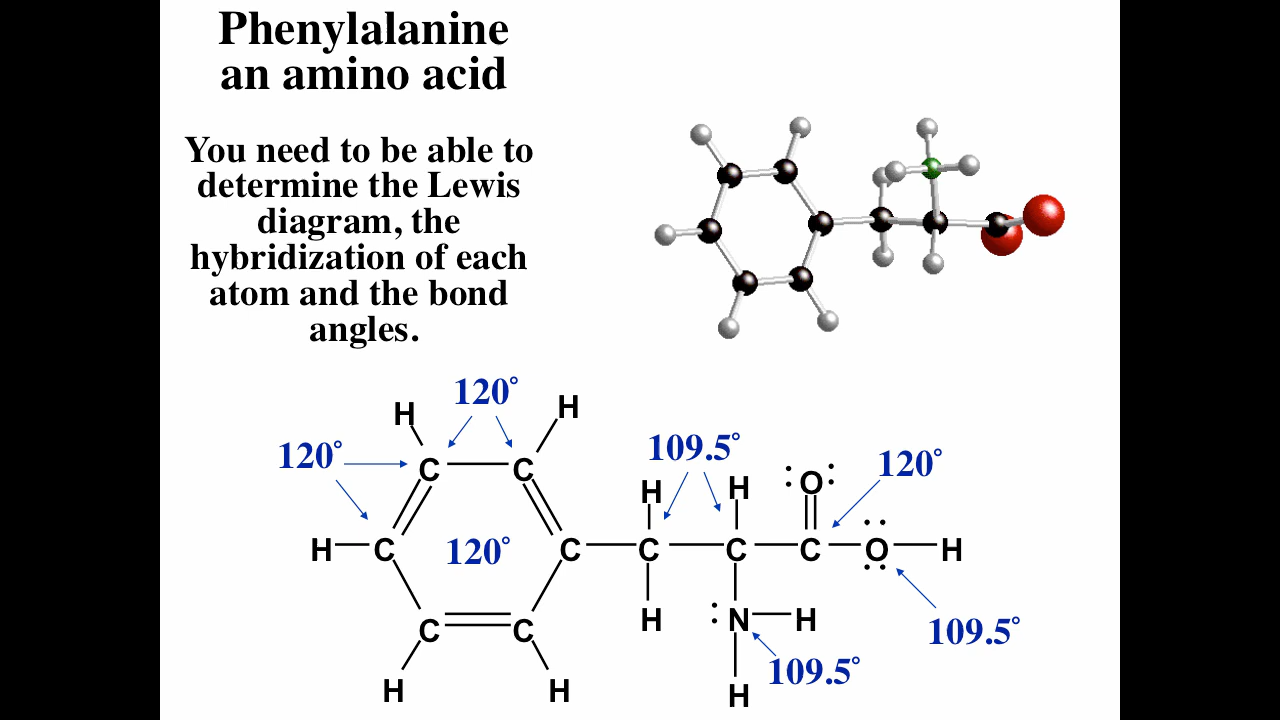 Phenylalanine
an amino acid
You need to be able to
determine the Lewis
diagram, the
hybridization of each
atom and the bond
angles.
120°
H H
120° 109.5° 120°
C C H H :O:
H C 120° C C C C O H
C C H :N H 109.5°
109.5°
H H H